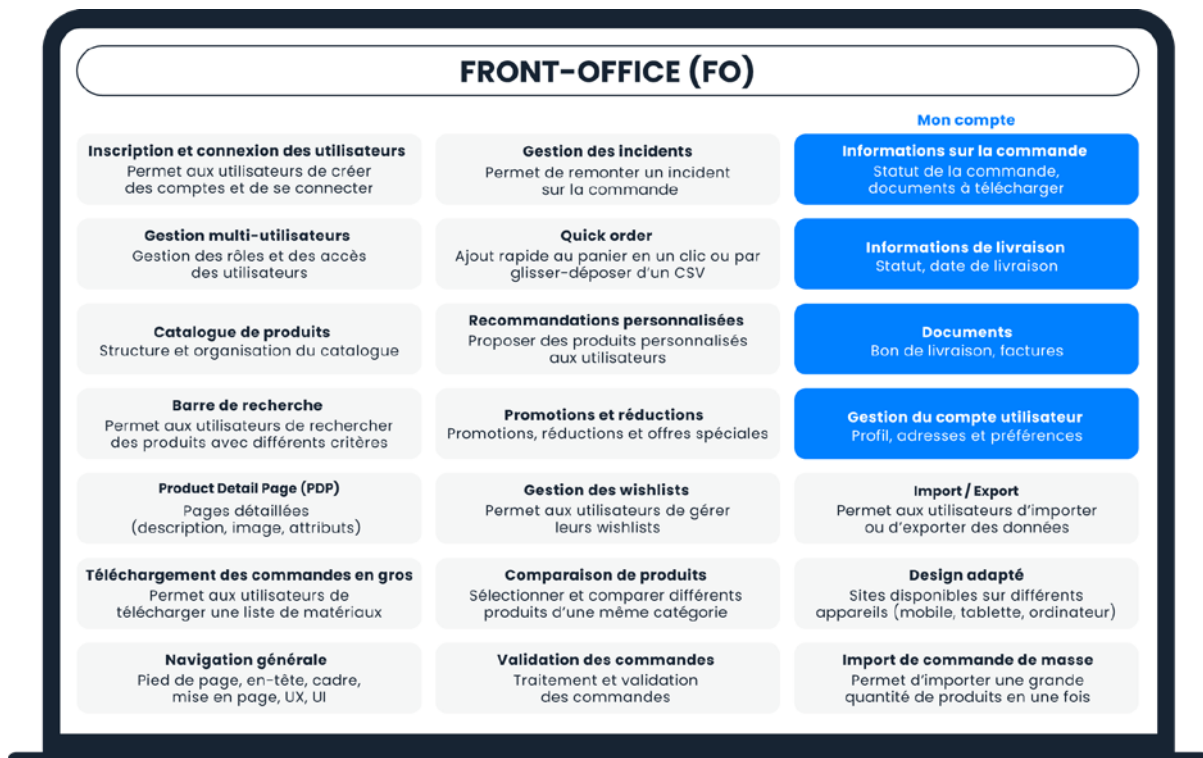 FRONT-OFFICE (FO)
Inscription et connexion des utilisateurs
Permet aux utilisateurs de créer
des comptes et de se connecter
Gestion multi-utilisateurs
Gestion des rôles et des accès
des utilisateurs
Catalogue de produits
Structure et organisation du catalogue
Barre de recherche
Permet aux utilisateurs de rechercher
des produits avec différents critères
Product Detail Page (PDP)
Pages détaillées
(description, image, attributs)
Téléchargement des commandes en gros
Permet aux utilisateurs de
télécharger une liste de matériaux
Navigation générale
Pied de page, en-tête, cadre,
mise en page, UX, UI
Gestion des incidents
Permet de remonter un incident
sur la commande
Quick order
Ajout rapide au panier en un clic ou par
glisser-déposer d'un CSV
Recommandations personnalisées
Proposer des produits personnalisés
aux utilisateurs
Promotions et réductions
Promotions, réductions et offres spéciales
Gestion des wishlists
Permet aux utilisateurs de gérer
leurs wishlists
Comparaison de produits
Sélectionner et comparer différents
produits d'une même catégorie
Validation des commandes
Traitement et validation
des commandes
Mon compte
Informations sur la commande
Statut de la commande,
documents à télécharger
Informations de livraison
Statut, date de livraison
Documents
Bon de livraison, factures
Gestion du compte utilisateur
Profil, adresses et préférences
Import / Export
Permet aux utilisateurs d'importer
ou d'exporter des données
Design adapté
Sites disponibles sur différents
appareils (mobile, tablette, ordinateur)
Import de commande de masse
Permet d'importer une grande
quantité de produits en une fois